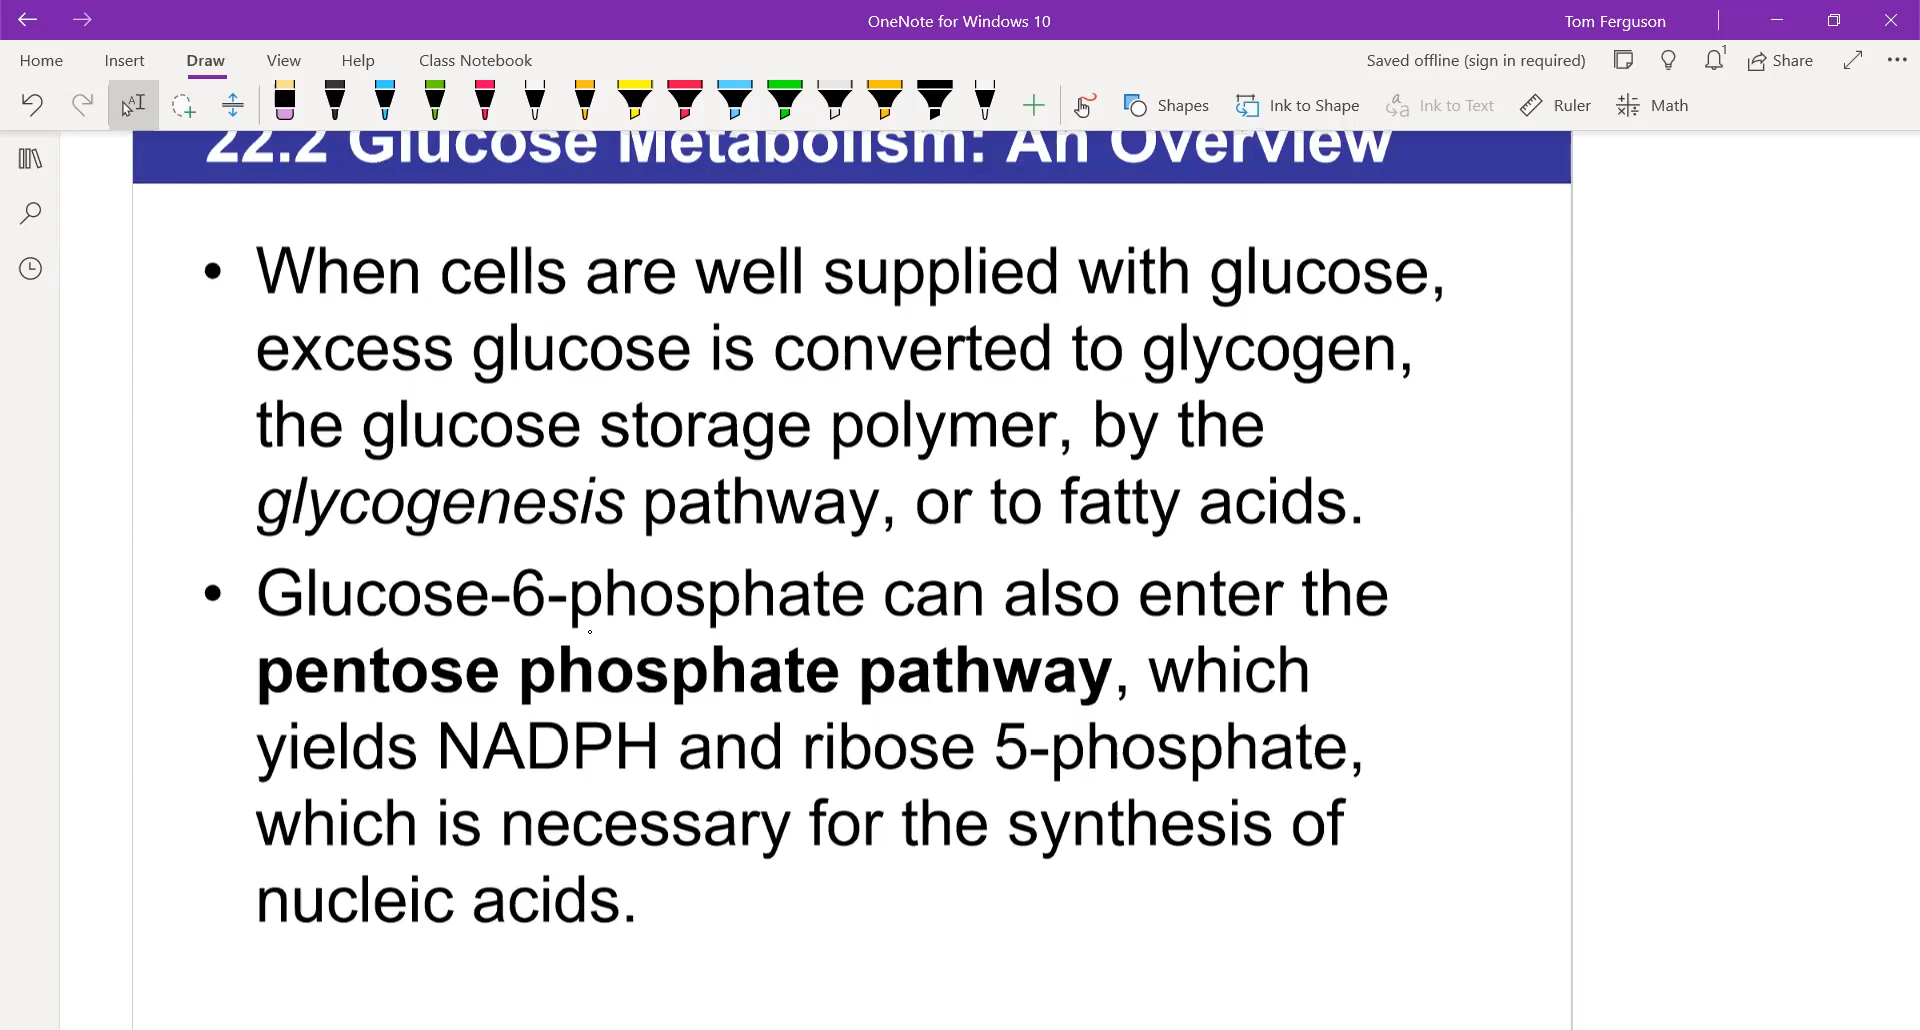 OneNote for Windows 10
Tom Ferguson
Home Insert Draw View Help Class Notebook
Saved offline (sign in required) 1 Share
Shapes Ink to Shape Ink to Text Ruler Math
22.2 Glucose Metabolism: An Overview
• When cells are well supplied with glucose,
excess glucose is converted to glycogen,
the glucose storage polymer, by the
glycogenesis pathway, or to fatty acids.
• Glucose-6-phosphate can also enter the
pentose phosphate pathway, which
yields NADPH and ribose 5-phosphate,
which is necessary for the synthesis of
nucleic acids.